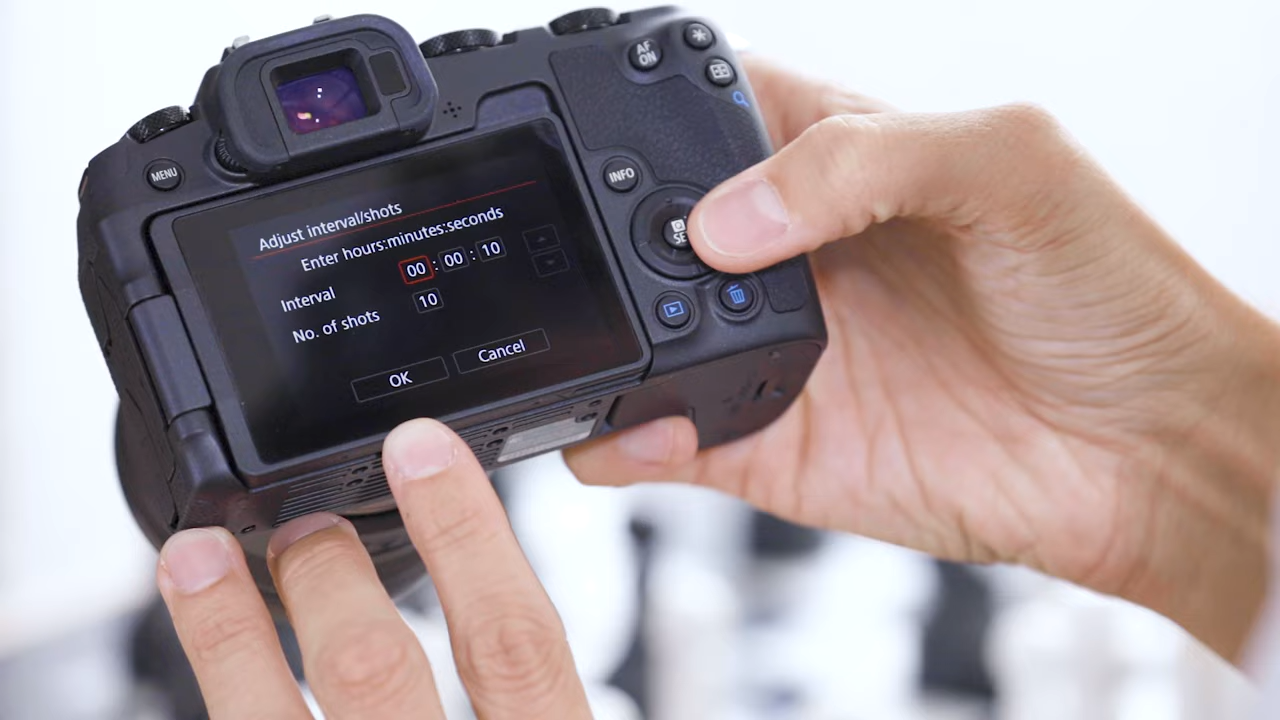 AF
ON
MENU
INFO
Adjust interval/shots
Enter hours:minutes:seconds
Interval 00 : 00 : 10
No. of shots 10
OK Cancel